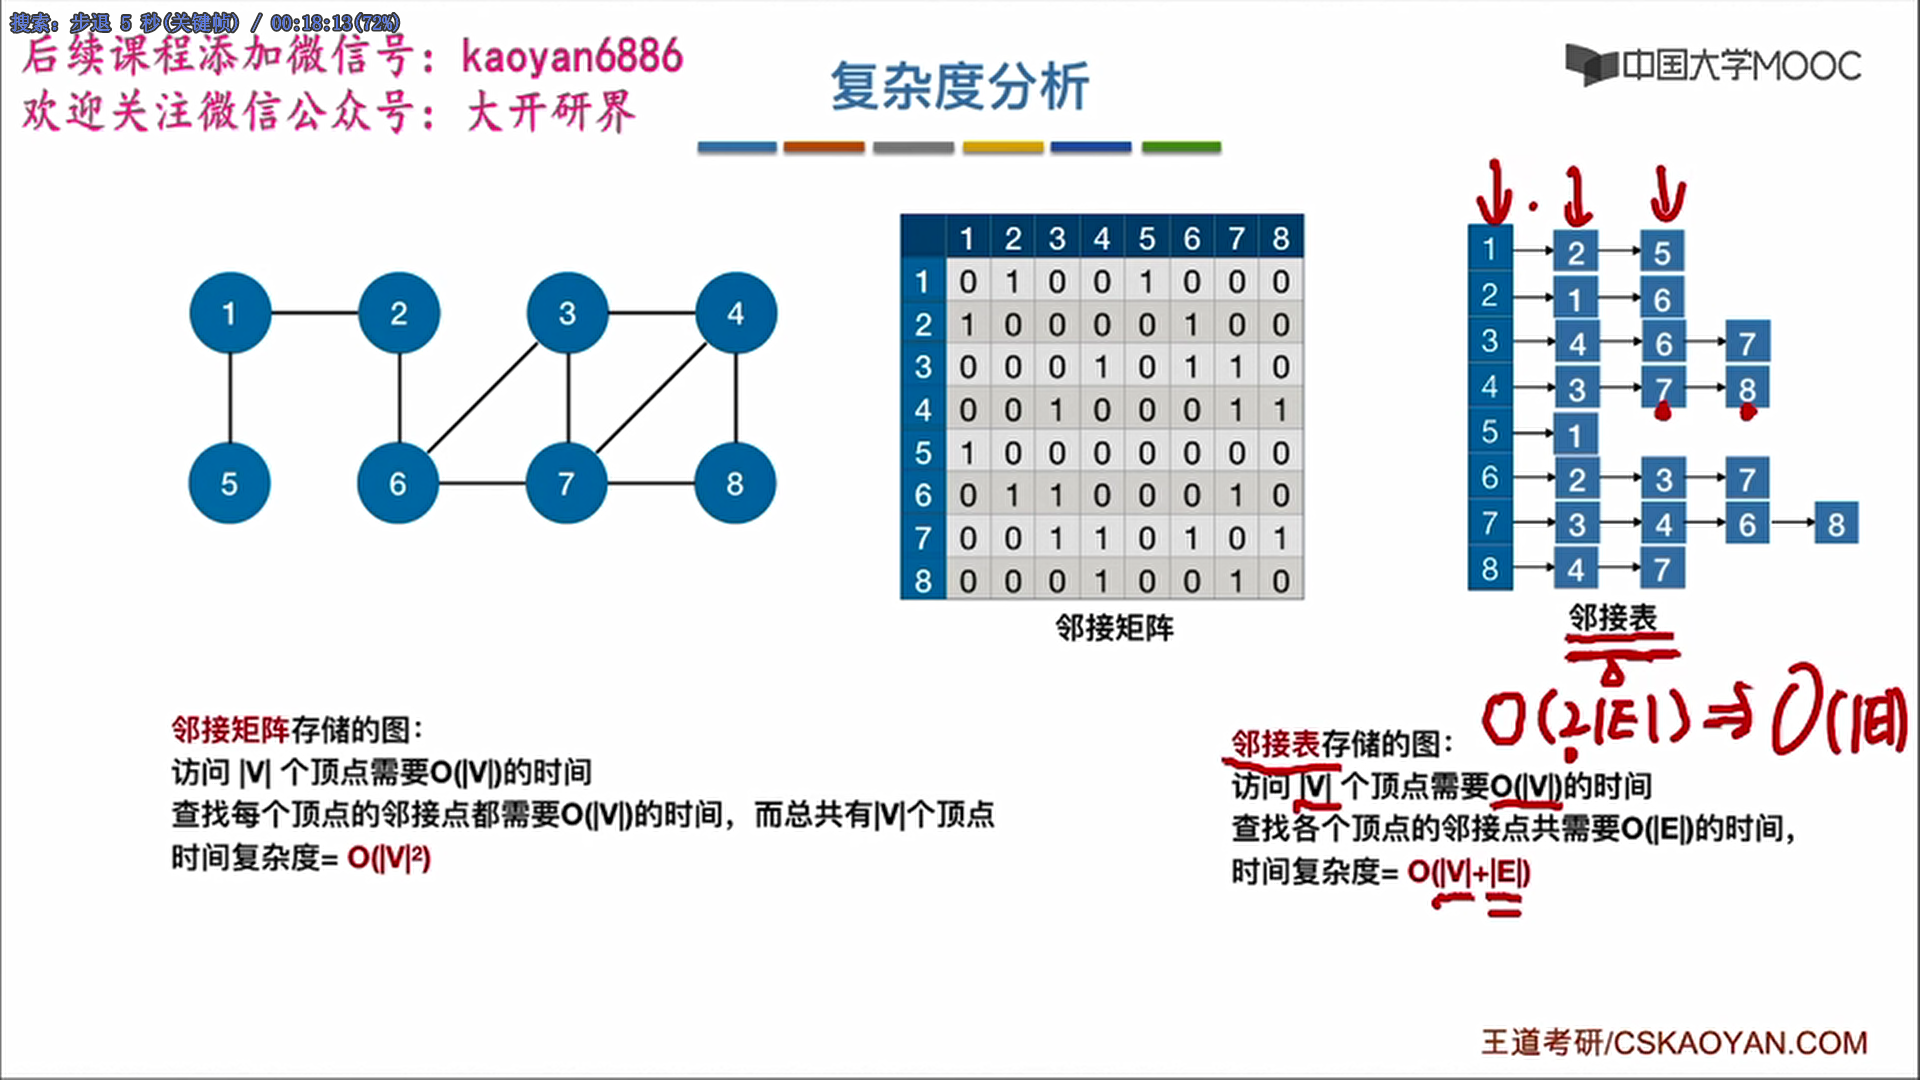 搜索: 步退 5 秒(关键帧) / 00:18:13(72%)
后续课程添加微信号：kaoyan6886
欢迎关注微信公众号：大开研界
复杂度分析
中国大学MOOC
1 2 3 4
5 6 7 8
1 2 3 4 5 6 7 8
1 0 1 0 0 1 0 0 0
2 1 0 0 0 0 1 0 0
3 0 0 0 1 0 1 1 0
4 0 0 1 0 0 0 1 1
5 1 0 0 0 0 0 0 0
6 0 1 1 0 0 0 1 0
7 0 0 1 1 0 1 0 1
8 0 0 0 1 0 0 1 0
邻接矩阵
1 2 5
2 1 6
3 4 6 7
4 3 7 8
5 1
6 2 3 7
7 3 4 6 8
8 4 7
邻接表
O(2|E|) ⇒ O(|E|)
邻接矩阵存储的图：
访问 |V| 个顶点需要O(|V|)的时间
查找每个顶点的邻接点都需要O(|V|)的时间，而总共有|V|个顶点
时间复杂度= O(|V|²)
邻接表存储的图：
访问 |V| 个顶点需要O(|V|)的时间
查找各个顶点的邻接点共需要O(|E|)的时间，
时间复杂度= O(|V|+|E|)
王道考研/CSKAOYAN.COM